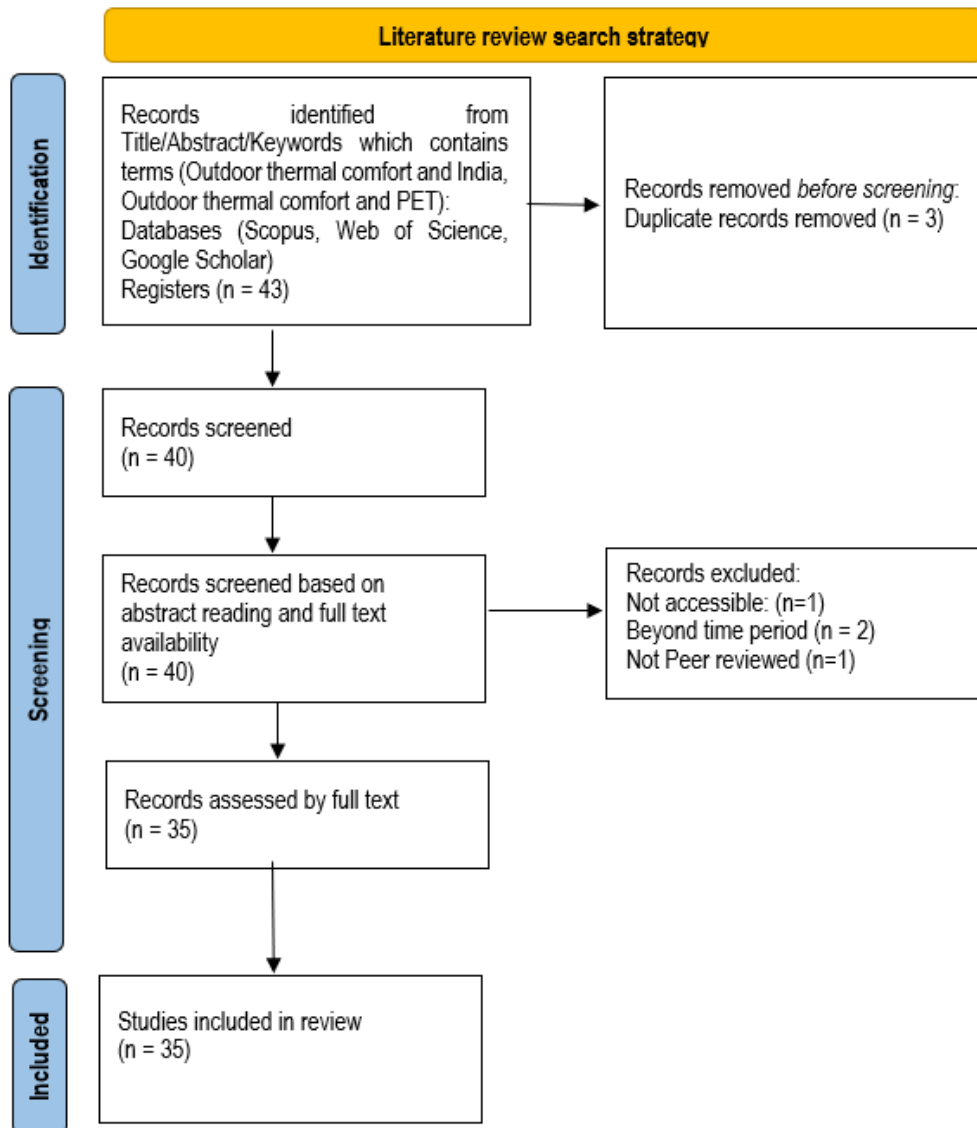 Literature review search strategy
Identification
Records identified from
Title/Abstract/Keywords which contains
terms (Outdoor thermal comfort and India,
Outdoor thermal comfort and PET):
Databases (Scopus, Web of Science,
Google Scholar)
Registers (n = 43)
Records removed before screening:
Duplicate records removed (n = 3)
Screening
Records screened
(n = 40)
Records screened based on
abstract reading and full text
availability
(n = 40)
Records excluded:
Not accessible: (n=1)
Beyond time period (n = 2)
Not Peer reviewed (n=1)
Records assessed by full text
(n = 35)
Included
Studies included in review
(n = 35)